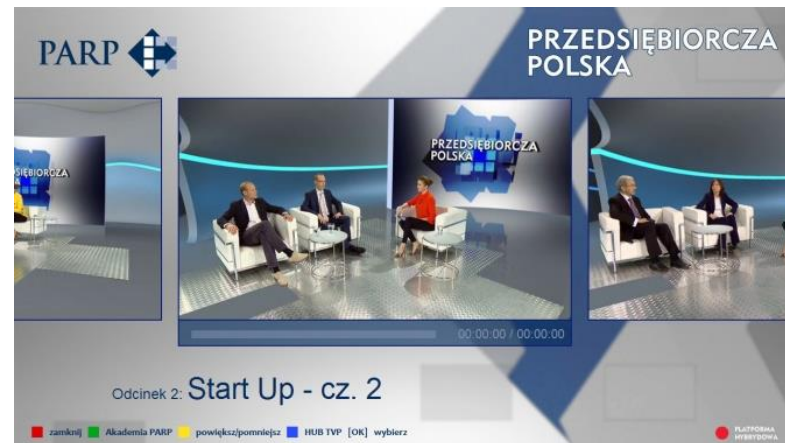 PARP
PRZEDSIĘBIORCZA
POLSKA
SIĘBIORCZA
PRZEDSIĘBIORCZA
POLSKA
00:00:00 / 00:00:00
Odcinek 2: Start Up - cz. 2
zamknij Akademia PARP powiększ/pomniejsz HUB TVP [OK] wybierz
PLATFORMA
HYBRYDOWA